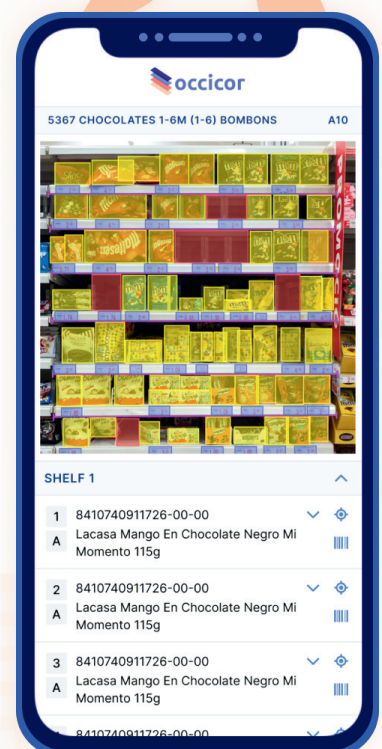 occicor
5367 CHOCOLATES 1-6M (1-6) BOMBONS A10
Maltesers
SHELF 1
1 8410740911726-00-00
A Lacasa Mango En Chocolate Negro Mi
Momento 115g
2 8410740911726-00-00
A Lacasa Mango En Chocolate Negro Mi
Momento 115g
3 8410740911726-00-00
A Lacasa Mango En Chocolate Negro Mi
Momento 115g
8410740911726-00-00